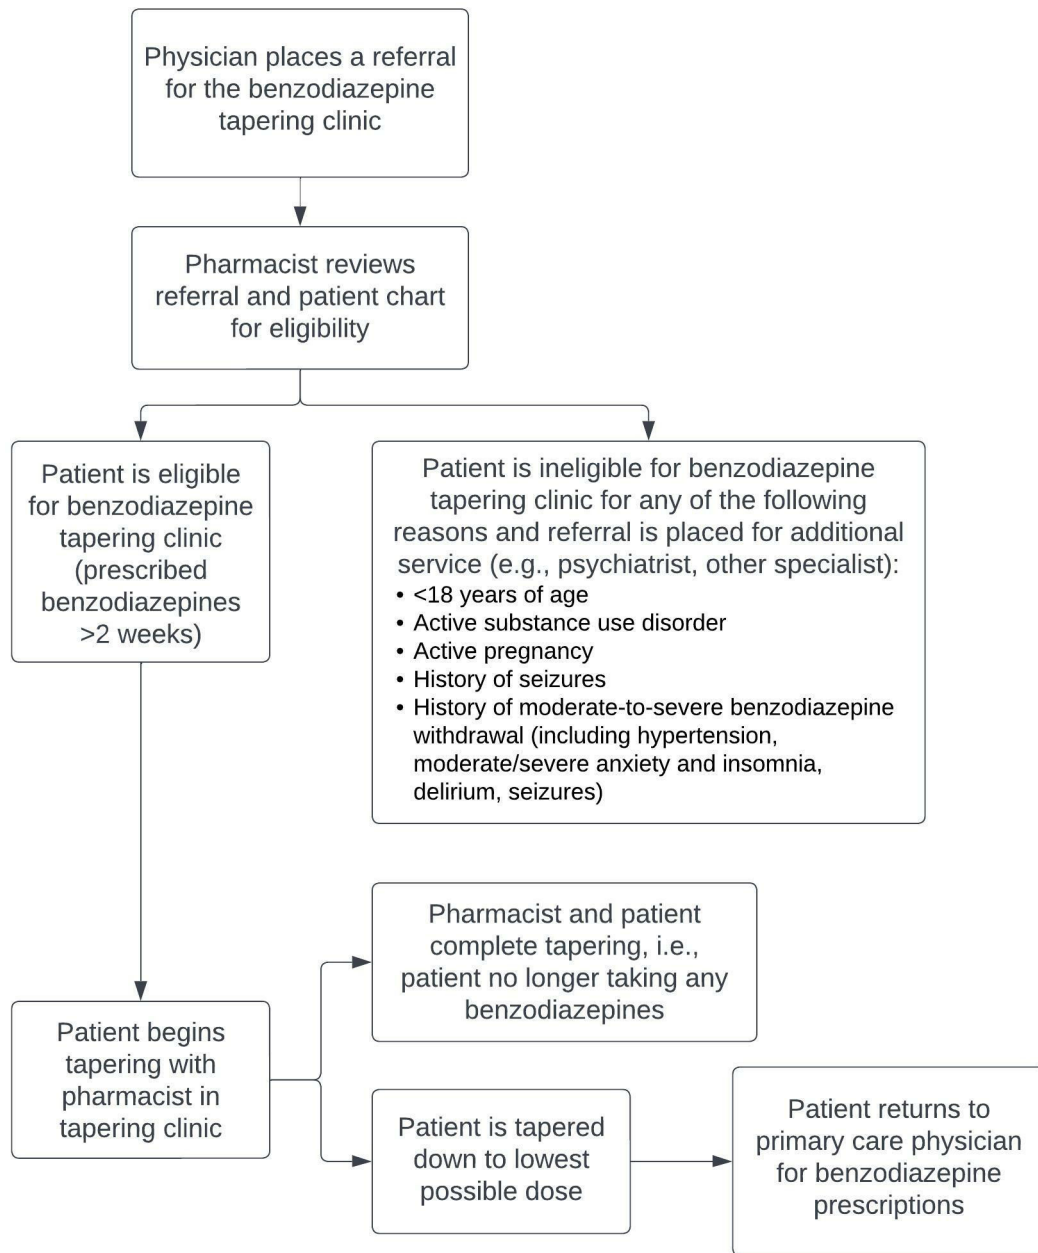 Physician places a referral
for the benzodiazepine
tapering clinic
Pharmacist reviews
referral and patient chart
for eligibility
Patient is eligible
for benzodiazepine
tapering clinic
(prescribed
benzodiazepines
>2 weeks)
Patient is ineligible for benzodiazepine
tapering clinic for any of the following
reasons and referral is placed for additional
service (e.g., psychiatrist, other specialist):
• <18 years of age
• Active substance use disorder
• Active pregnancy
• History of seizures
• History of moderate-to-severe benzodiazepine
withdrawal (including hypertension,
moderate/severe anxiety and insomnia,
delirium, seizures)
Pharmacist and patient
complete tapering, i.e.,
patient no longer taking any
benzodiazepines
Patient begins
tapering with
pharmacist in
tapering clinic
Patient is tapered
down to lowest
possible dose
Patient returns to
primary care physician
for benzodiazepine
prescriptions